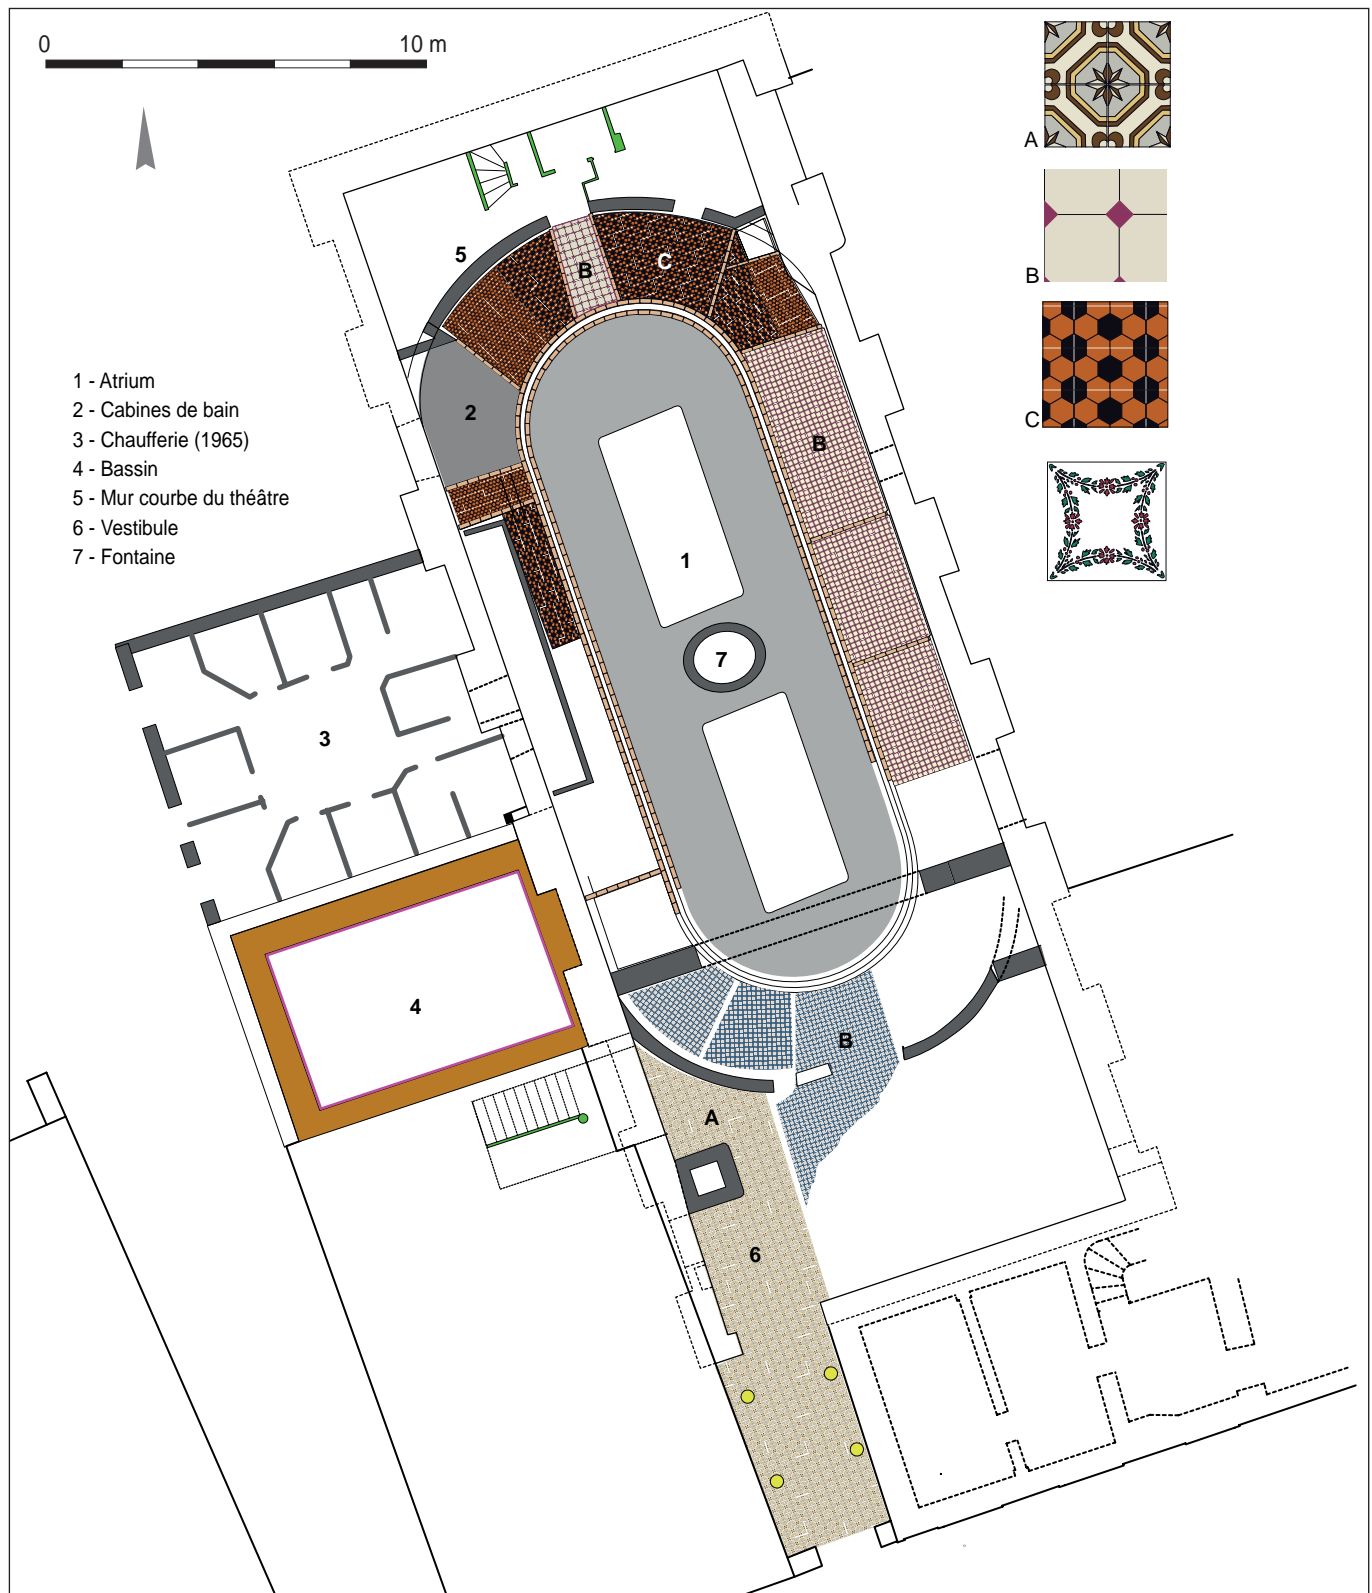 0 10 m
A
B
C
1 - Atrium
2 - Cabines de bain
3 - Chaufferie (1965)
4 - Bassin
5 - Mur courbe du théâtre
6 - Vestibule
7 - Fontaine
5
B
C
2
B
1
7
3
4
B
A
6